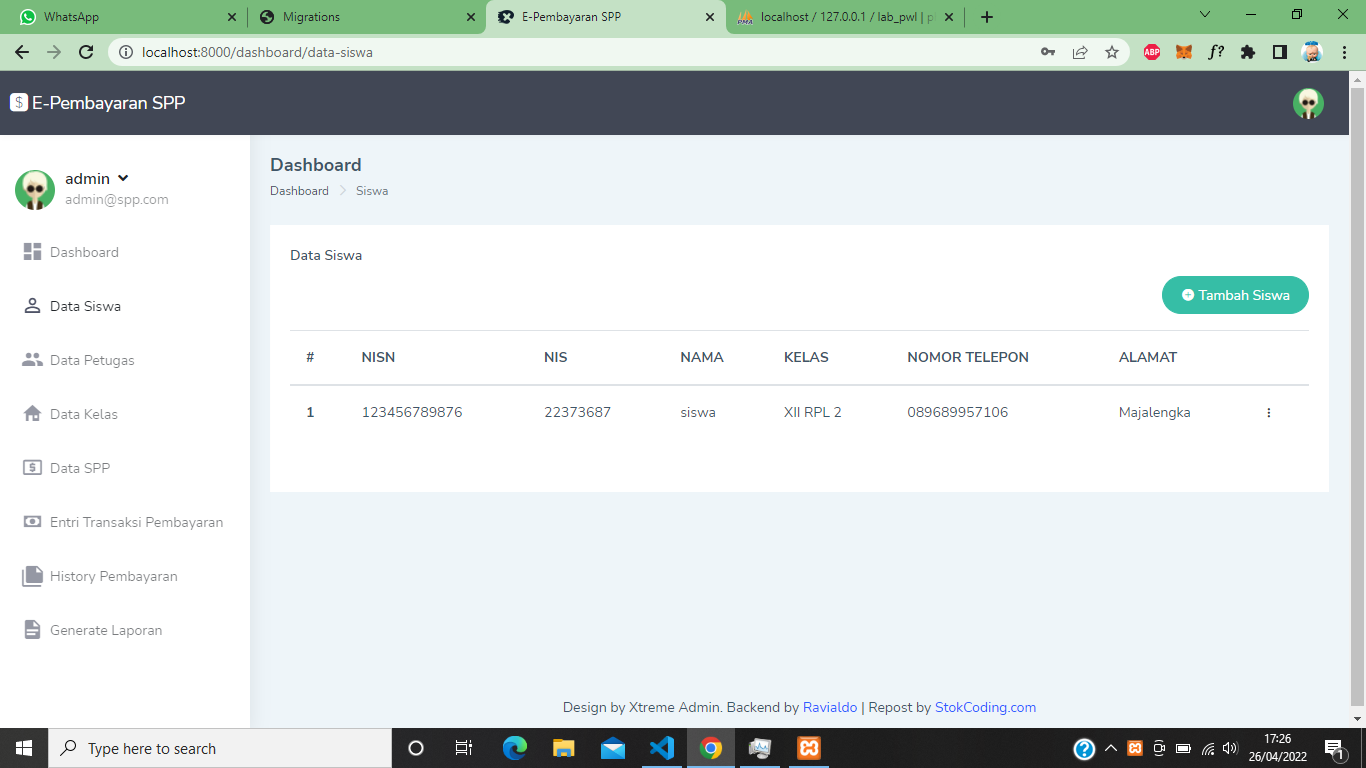 WhatsApp
Migrations
E-Pembayaran SPP
localhost / 127.0.0.1 / lab_pwl | p
localhost:8000/dashboard/data-siswa
ABP
f?
$ E-Pembayaran SPP
admin
admin@spp.com
Dashboard
Data Siswa
Data Petugas
Data Kelas
Data SPP
Entri Transaksi Pembayaran
History Pembayaran
Generate Laporan
Dashboard
Dashboard Siswa
Data Siswa
Tambah Siswa
# NISN NIS NAMA KELAS NOMOR TELEPON ALAMAT
1 123456789876 22373687 siswa XII RPL 2 089689957106 Majalengka
Design by Xtreme Admin. Backend by Ravialdo | Repost by StokCoding.com
Type here to search
17:26
26/04/2022
1